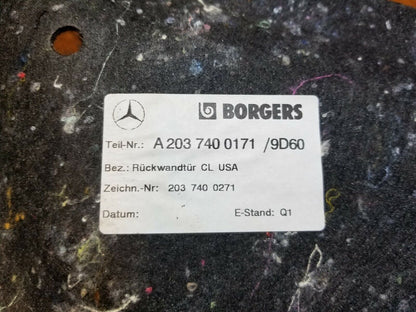 BORGERS
Teil-Nr.: A 203 740 0171 /9D60
Bez.: Rückwandtür CL USA
Zeichn.-Nr: 203 740 0271
Datum: E-Stand: Q1